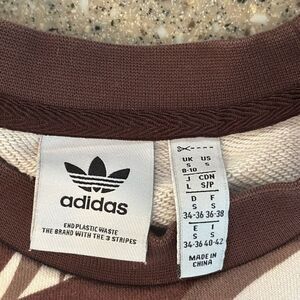 adidas
END PLASTIC WASTE
THE BRAND WITH THE 3 STRIPES
UK US
S S
8-10
J CDN
L S/P
D F
S S
34-36 36-38
E I
S S
34-36 40-42
MADE IN
CHINA